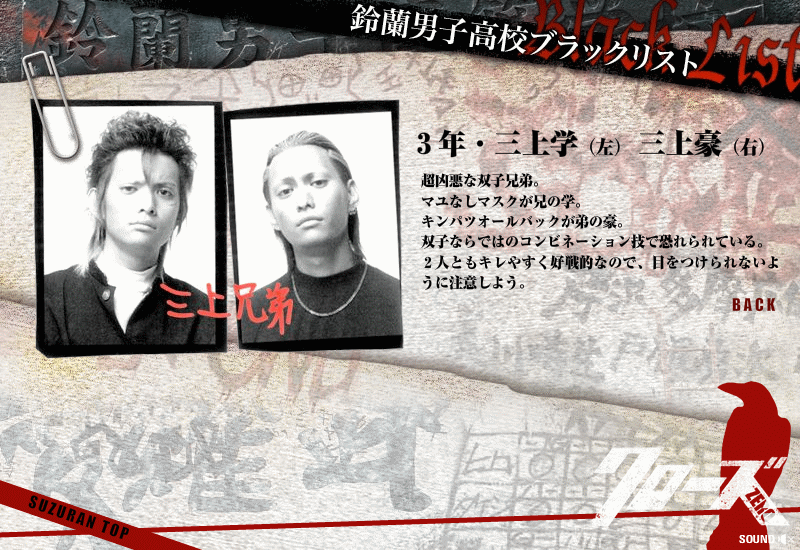 鈴蘭男子高校ブラックリスト
Black List
３年・三上学（左）　三上豪（右）
超凶悪な双子兄弟。
マユなしマスクが兄の学。
キンパツオールバックが弟の豪。
双子ならではのコンビネーション技で恐れられている。
２人ともキレやすく好戦的なので、目をつけられないよ
うに注意しよう。
三上兄弟
BACK
クローズ
ZERO
SUZURAN TOP
SOUND